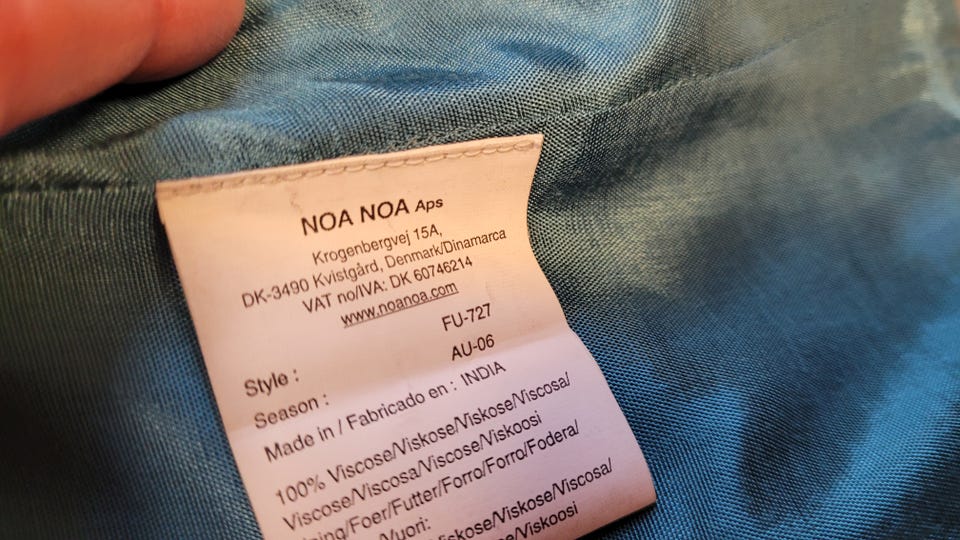 NOA NOA Aps
Krogenbergvej 15A,
DK-3490 Kvistgård, Denmark/Dinamarca
VAT no/IVA: DK 60746214
www.noanoa.com
Style : FU-727
Season : AU-06
Made in / Fabricado en : INDIA
100% Viscose/Viskose/Viskose/Viscosa/
Viscose/Viscosa/Viscose/Viskoosi
ning/Foer/Futter/Forro/Forro/Fodera/
/Vuori: iskose/Viskose/Viscosa/
e/Viskoosi